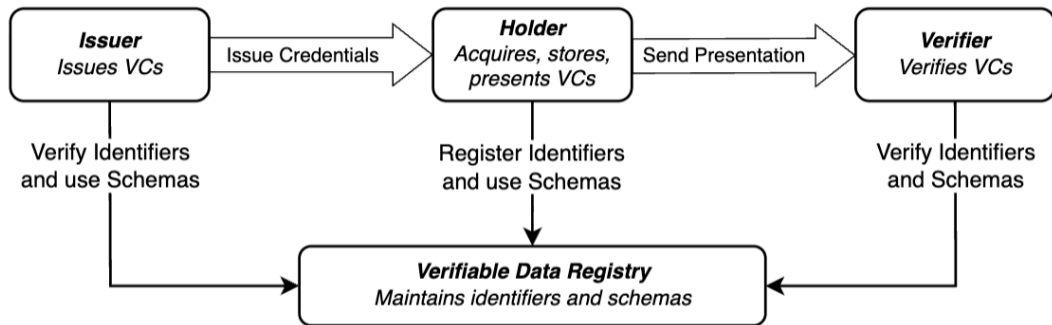 Issuer
Issues VCs
Issue Credentials
Holder
Acquires, stores,
presents VCs
Send Presentation
Verifier
Verifies VCs
Verify Identifiers
and use Schemas
Register Identifiers
and use Schemas
Verify Identifiers
and Schemas
Verifiable Data Registry
Maintains identifiers and schemas